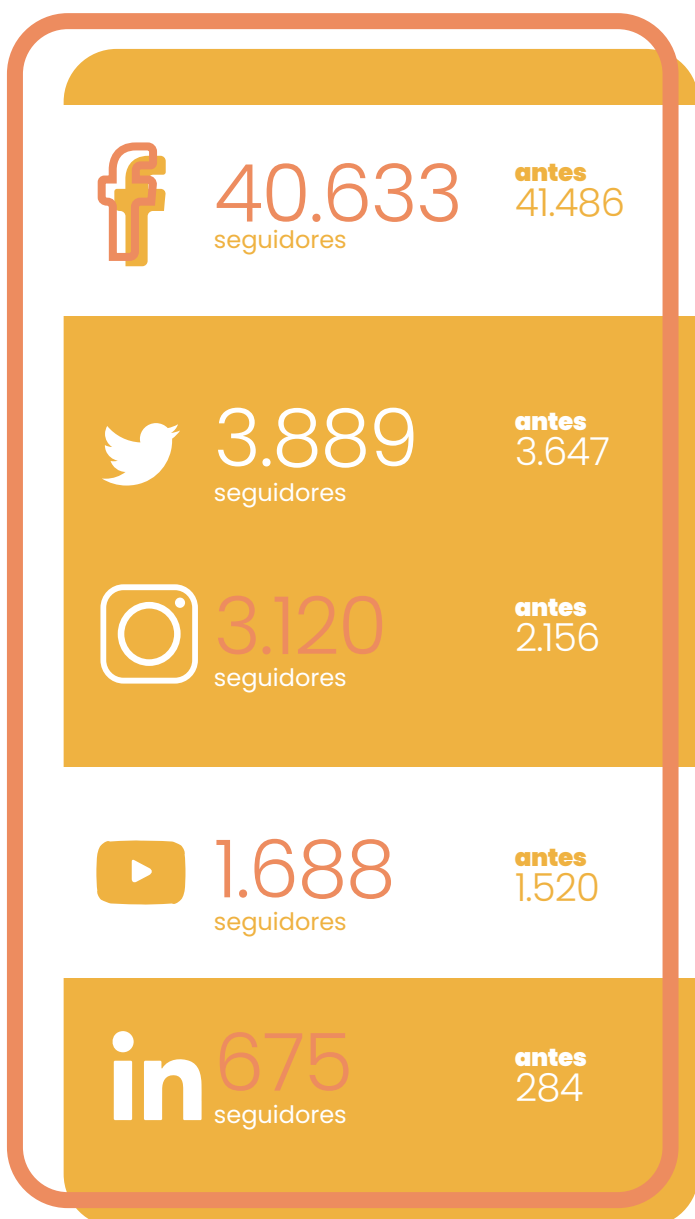 40.633
seguidores
antes
41.486
3.889
seguidores
antes
3.647
3.120
seguidores
antes
2.156
1.688
seguidores
antes
1.520
in
675
seguidores
antes
284